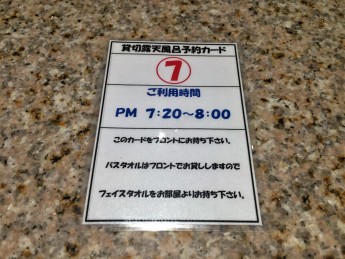 貸切露天風呂予約カード
7
ご利用時間
PM 7:20～8:00
このカードをフロントにお持ち下さい。
バスタオルはフロントでお貸ししますので
フェイスタオルをお部屋よりお持ち下さい。